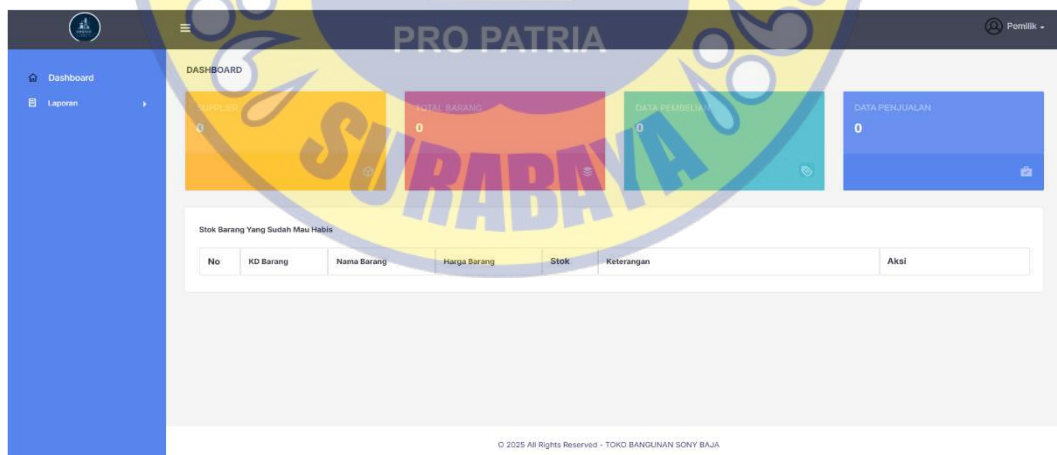 PRO PATRIA
Pemilik
Dashboard
Laporan
DASHBOARD
SUPPLIER
0
TOTAL BARANG
0
DATA PEMBELIAN
0
DATA PENJUALAN
0
SURABAYA
Stok Barang Yang Sudah Mau Habis
No KD Barang Nama Barang Harga Barang Stok Keterangan Aksi
© 2025 All Rights Reserved - TOKO BANGUNAN SONY BAJA